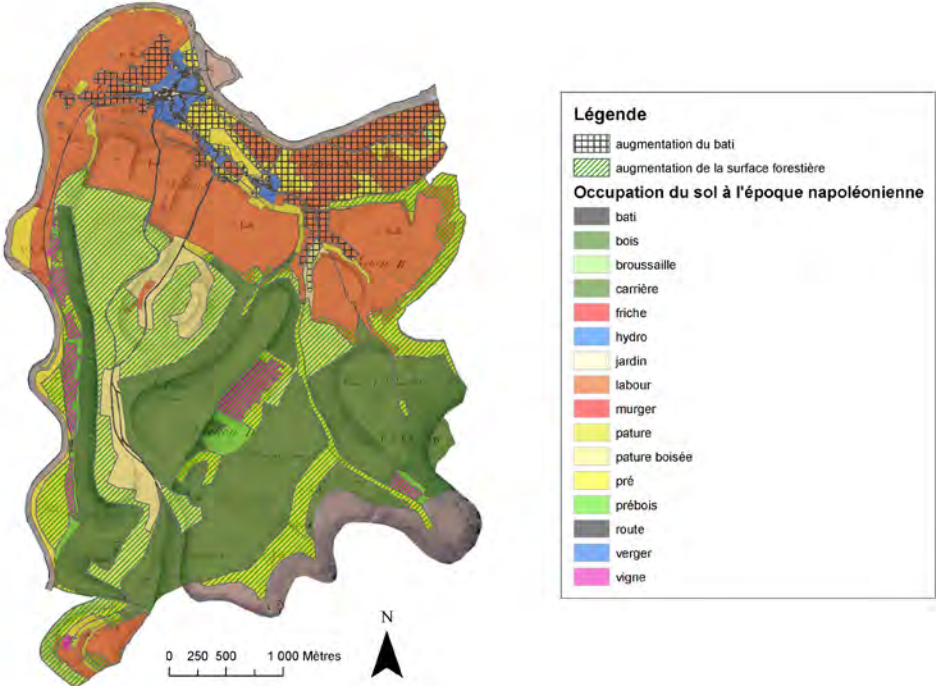 Légende
augmentation du bati
augmentation de la surface forestière
Occupation du sol à l'époque napoléonienne
bati
bois
broussaille
carrière
friche
hydro
jardin
labour
murger
pature
pature boisée
pré
prébois
route
verger
vigne
N
0 250 500 1 000 Mètres